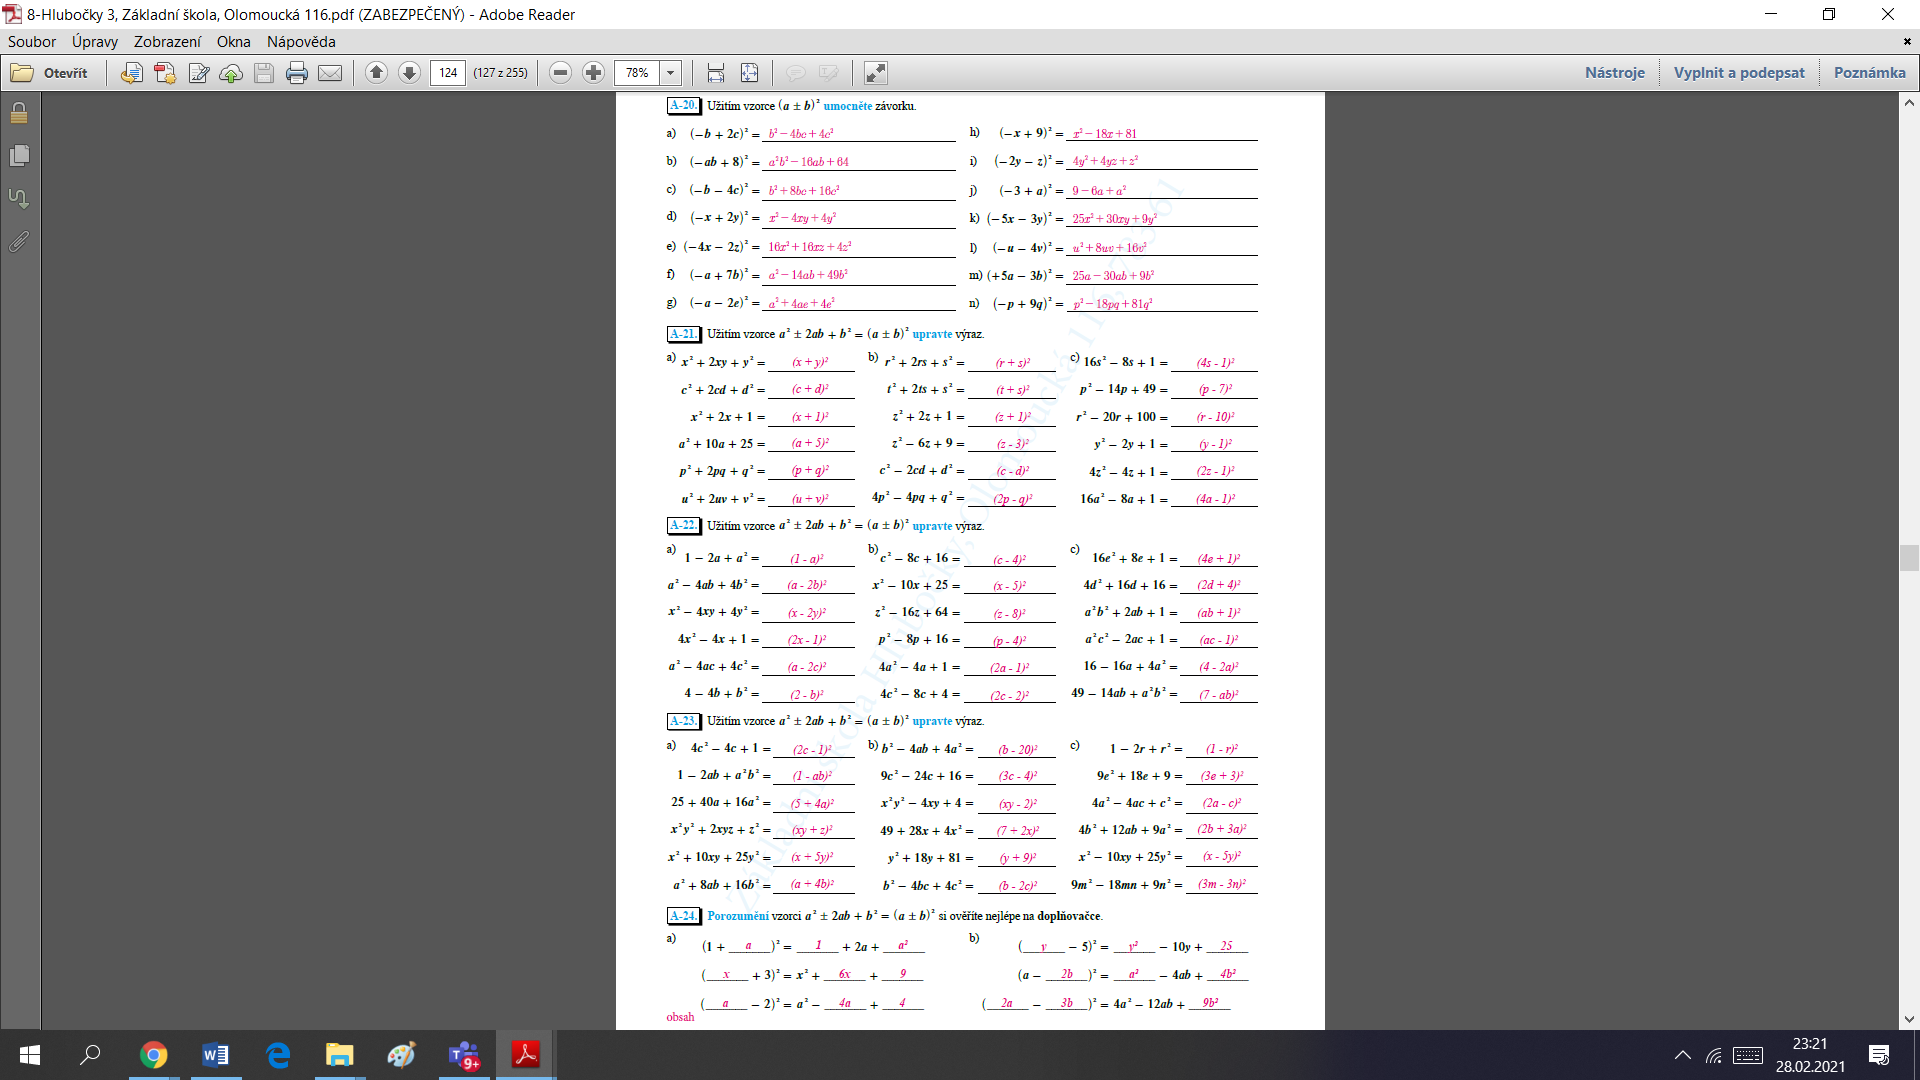 8-Hlubočky 3, Základní škola, Olomoucká 116.pdf (ZABEZPEČENÝ) - Adobe Reader
Soubor Úpravy Zobrazení Okna Nápověda
Otevřít 124 (127 z 255) 78% Nástroje Vyplnit a podepsat Poznámka
A-20. Užitím vzorce (a ± b)² umocněte závorku.
a) (−b + 2c)² = b² − 4bc + 4c² h) (−x + 9)² = x² − 18x + 81
b) (−ab + 8)² = a²b² − 16ab + 64 i) (−2y − z)² = 4y² + 4yz + z²
c) (−b − 4c)² = b² + 8bc + 16c² j) (−3 + a)² = 9 − 6a + a²
d) (−x + 2y)² = x² − 4xy + 4y² k) (−5x − 3y)² = 25x² + 30xy + 9y²
e) (−4x − 2z)² = 16x² + 16xz + 4z² l) (−u − 4v)² = u² + 8uv + 16v²
f) (−a + 7b)² = a² − 14ab + 49b² m) (+5a − 3b)² = 25a − 30ab + 9b²
g) (−a − 2e)² = a² + 4ae + 4e² n) (−p + 9q)² = p² − 18pq + 81q²
A-21. Užitím vzorce a² ± 2ab + b² = (a ± b)² upravte výraz.
a) x² + 2xy + y² = (x + y)² b) r² + 2rs + s² = (r + s)² c) 16s² − 8s + 1 = (4s - 1)²
c² + 2cd + d² = (c + d)² t² + 2ts + s² = (t + s)² p² − 14p + 49 = (p - 7)²
x² + 2x + 1 = (x + 1)² z² + 2z + 1 = (z + 1)² r² − 20r + 100 = (r - 10)²
a² + 10a + 25 = (a + 5)² z² − 6z + 9 = (z - 3)² y² − 2y + 1 = (y - 1)²
p² + 2pq + q² = (p + q)² c² − 2cd + d² = (c - d)² 4z² − 4z + 1 = (2z - 1)²
u² + 2uv + v² = (u + v)² 4p² − 4pq + q² = (2p - q)² 16a² − 8a + 1 = (4a - 1)²
A-22. Užitím vzorce a² ± 2ab + b² = (a ± b)² upravte výraz.
a) 1 − 2a + a² = (1 - a)² b) c² − 8c + 16 = (c - 4)² c) 16e² + 8e + 1 = (4e + 1)²
a² − 4ab + 4b² = (a - 2b)² x² − 10x + 25 = (x - 5)² 4d² + 16d + 16 = (2d + 4)²
x² − 4xy + 4y² = (x - 2y)² z² − 16z + 64 = (z - 8)² a²b² + 2ab + 1 = (ab + 1)²
4x² − 4x + 1 = (2x - 1)² p² − 8p + 16 = (p - 4)² a²c² − 2ac + 1 = (ac - 1)²
a² − 4ac + 4c² = (a - 2c)² 4a² − 4a + 1 = (2a - 1)² 16 − 16a + 4a² = (4 - 2a)²
4 − 4b + b² = (2 - b)² 4c² − 8c + 4 = (2c - 2)² 49 − 14ab + a²b² = (7 - ab)²
A-23. Užitím vzorce a² ± 2ab + b² = (a ± b)² upravte výraz.
a) 4c² − 4c + 1 = (2c - 1)² b) b² − 4ab + 4a² = (b - 20)² c) 1 − 2r + r² = (1 - r)²
1 − 2ab + a²b² = (1 - ab)² 9c² − 24c + 16 = (3c - 4)² 9e² + 18e + 9 = (3e + 3)²
25 + 40a + 16a² = (5 + 4a)² x²y² − 4xy + 4 = (xy - 2)² 4a² − 4ac + c² = (2a - c)²
x²y² + 2xyz + z² = (xy + z)² 49 + 28x + 4x² = (7 + 2x)² 4b² + 12ab + 9a² = (2b + 3a)²
x² + 10xy + 25y² = (x + 5y)² y² + 18y + 81 = (y + 9)² x² − 10xy + 25y² = (x - 5y)²
a² + 8ab + 16b² = (a + 4b)² b² − 4bc + 4c² = (b - 2c)² 9m² − 18mn + 9n² = (3m - 3n)²
A-24. Porozumění vzorci a² ± 2ab + b² = (a ± b)² si ověříte nejlépe na doplňovačce.
a) (1 + a)² = 1 + 2a + a² b) (y − 5)² = y² − 10y + 25
(x + 3)² = x² + 6x + 9 (a − 2b)² = a² − 4ab + 4b²
(a − 2)² = a² − 4a + 4 (2a − 3b)² = 4a² − 12ab + 9b²
obsah
9+
23:21
28.02.2021